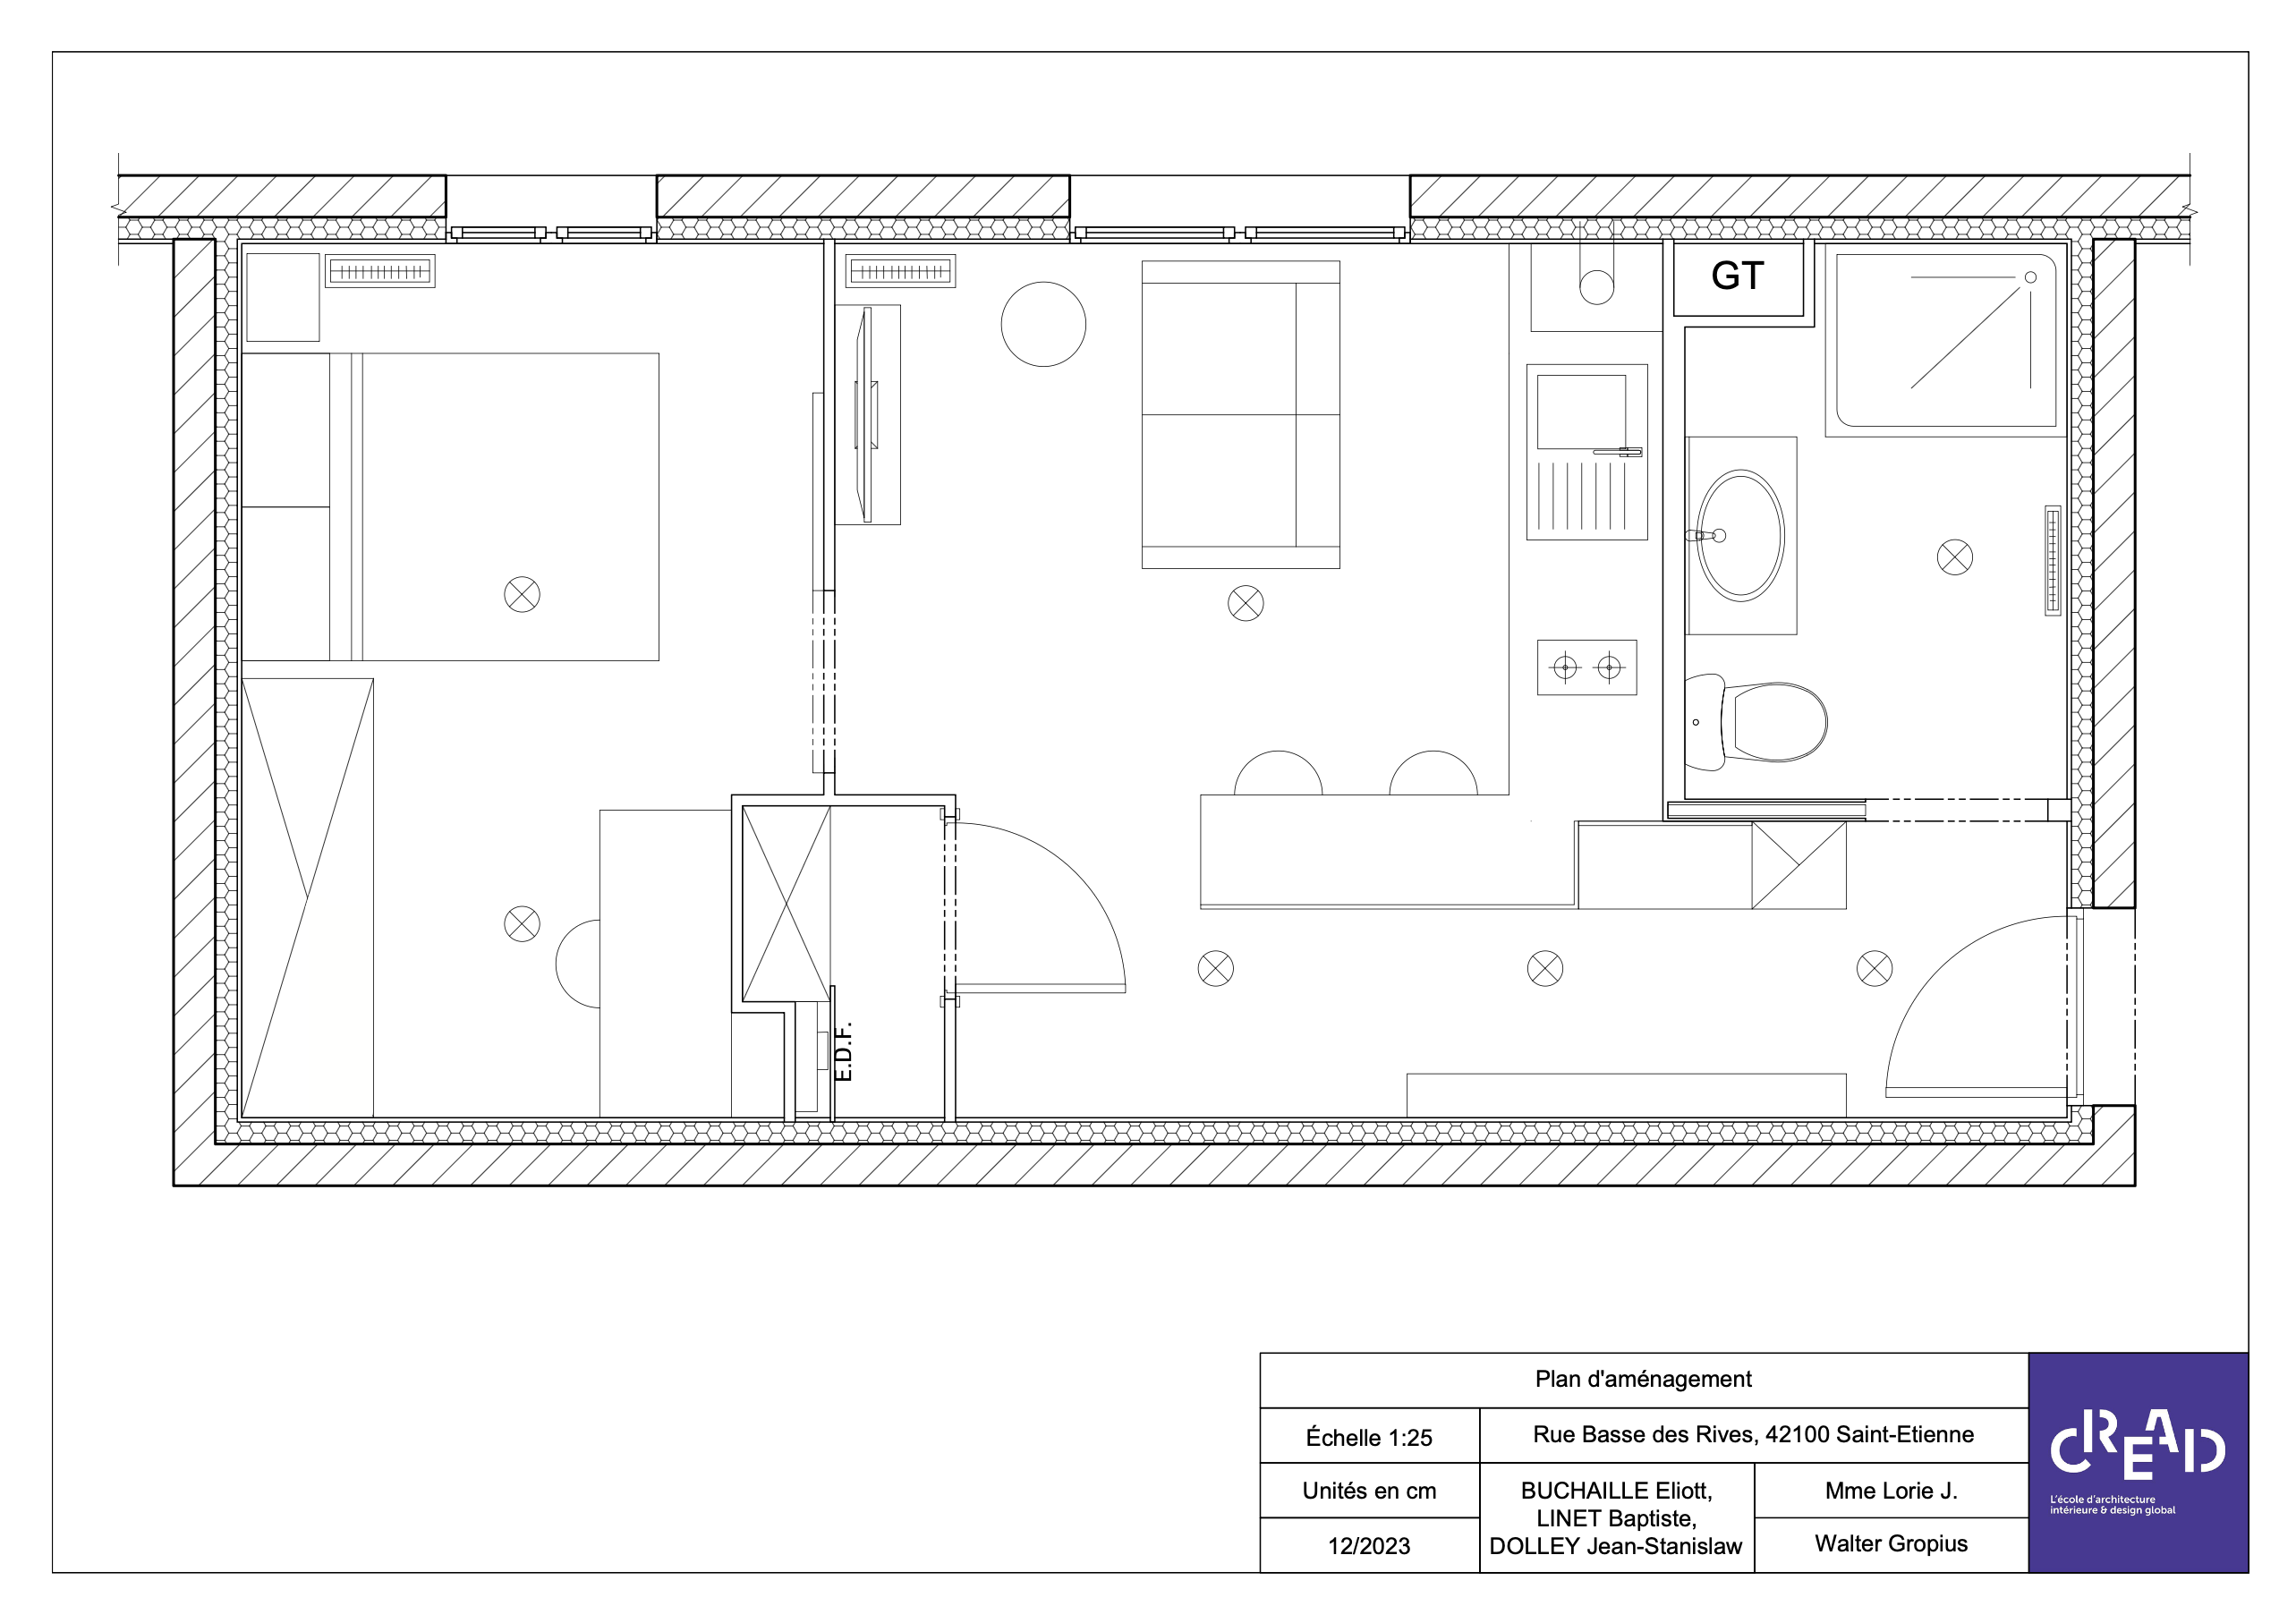 GT
E.D.F.
Plan d'aménagement
Échelle 1:25
Rue Basse des Rives, 42100 Saint-Etienne
Unités en cm
BUCHAILLE Eliott,
LINET Baptiste,
DOLLEY Jean-Stanislaw
Mme Lorie J.
12/2023
Walter Gropius
CREAD
L'école d'architecture
intérieure & design global